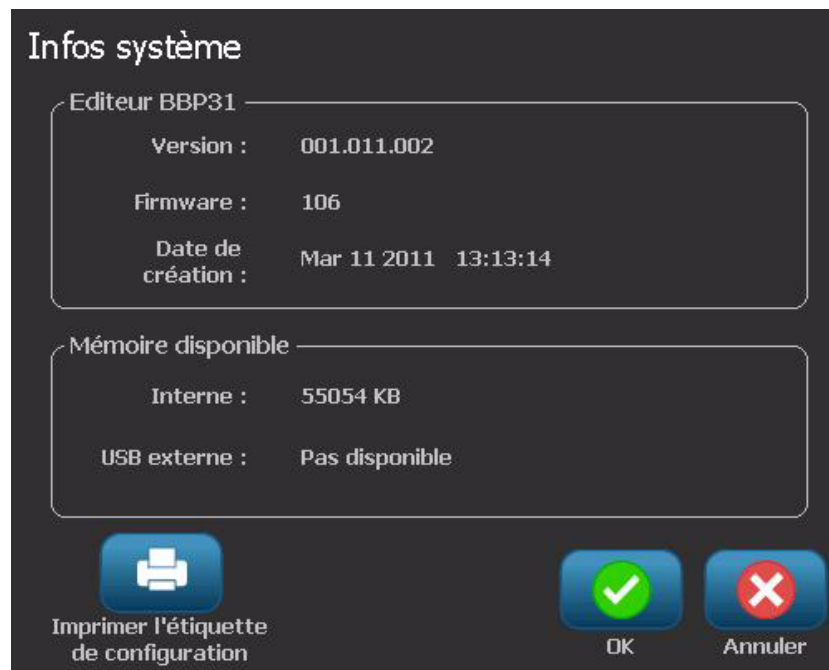 Infos système
Editeur BBP31
Version : 001.011.002
Firmware : 106
Date de
création : Mar 11 2011 13:13:14
Mémoire disponible
Interne : 55054 KB
USB externe : Pas disponible
Imprimer l'étiquette
de configuration
OK
Annuler